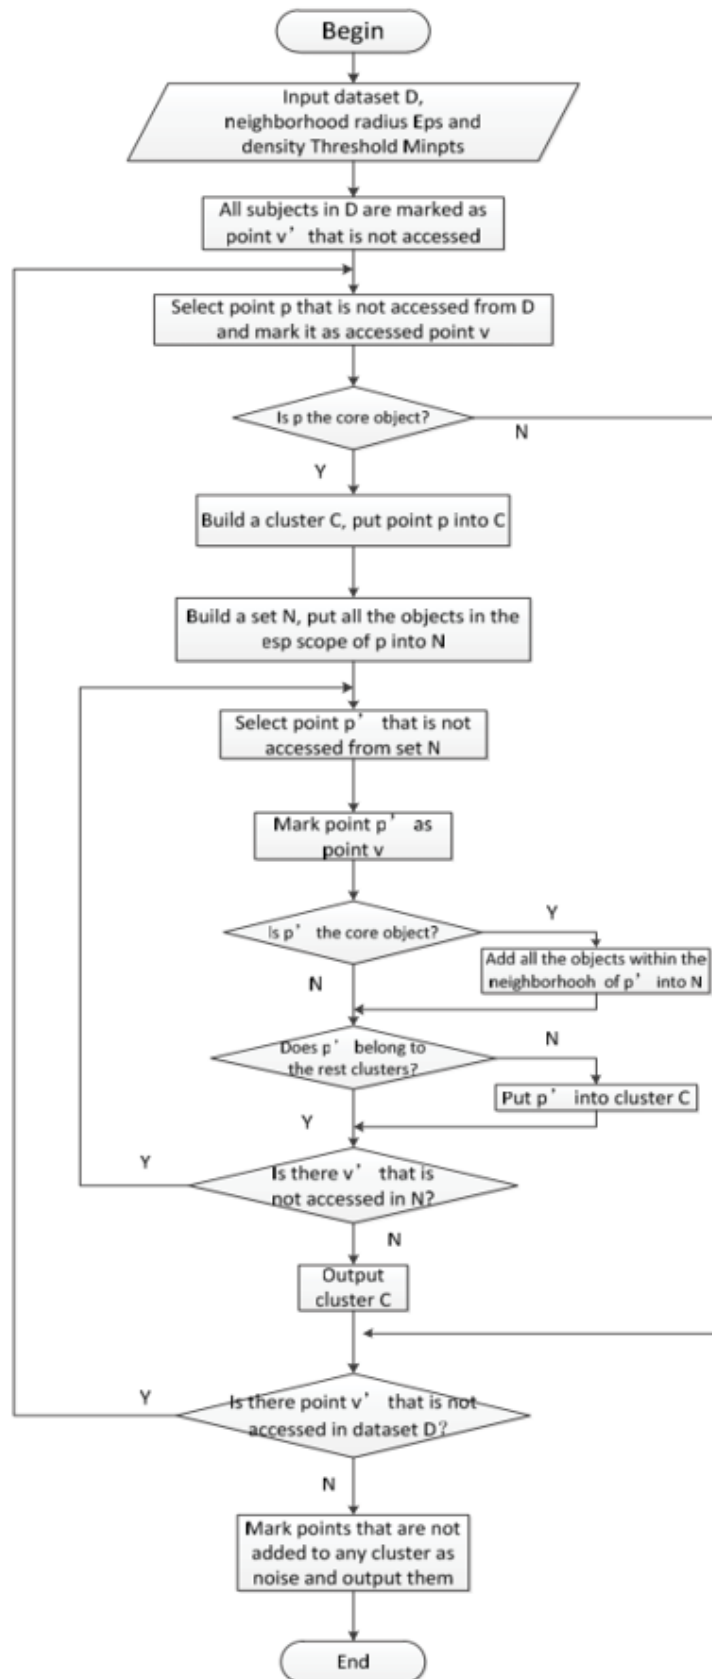 Begin
Input dataset D,
neighborhood radius Eps and
density Threshold Minpts
All subjects in D are marked as
point v’ that is not accessed
Select point p that is not accessed from D
and mark it as accessed point v
Is p the core object?
N
Y
Build a cluster C, put point p into C
Build a set N, put all the objects in the
esp scope of p into N
Select point p’ that is not
accessed from set N
Mark point p’ as
point v
Is p’ the core object?
Y
Add all the objects within the
neighborhooh of p’ into N
N
Does p’ belong to
the rest clusters?
N
Put p’ into cluster C
Y
Y
Is there v’ that is
not accessed in N?
N
Output
cluster C
Y
Is there point v’ that is not
accessed in dataset D?
N
Mark points that are not
added to any cluster as
noise and output them
End